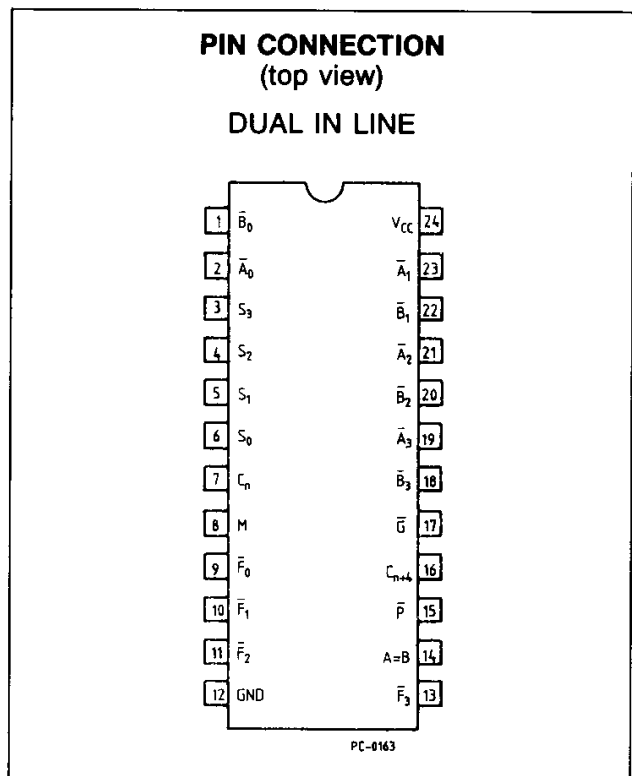 PIN CONNECTION
(top view)
DUAL IN LINE
1 B̄₀ V_CC 24
2 Ā₀ Ā₁ 23
3 S₃ B̄₁ 22
4 S₂ Ā₂ 21
5 S₁ B̄₂ 20
6 S₀ Ā₃ 19
7 Cₙ B̄₃ 18
8 M Ḡ 17
9 F̄₀ Cₙ₊₄ 16
10 F̄₁ P̄ 15
11 F̄₂ A=B 14
12 GND F̄₃ 13
PC-0163